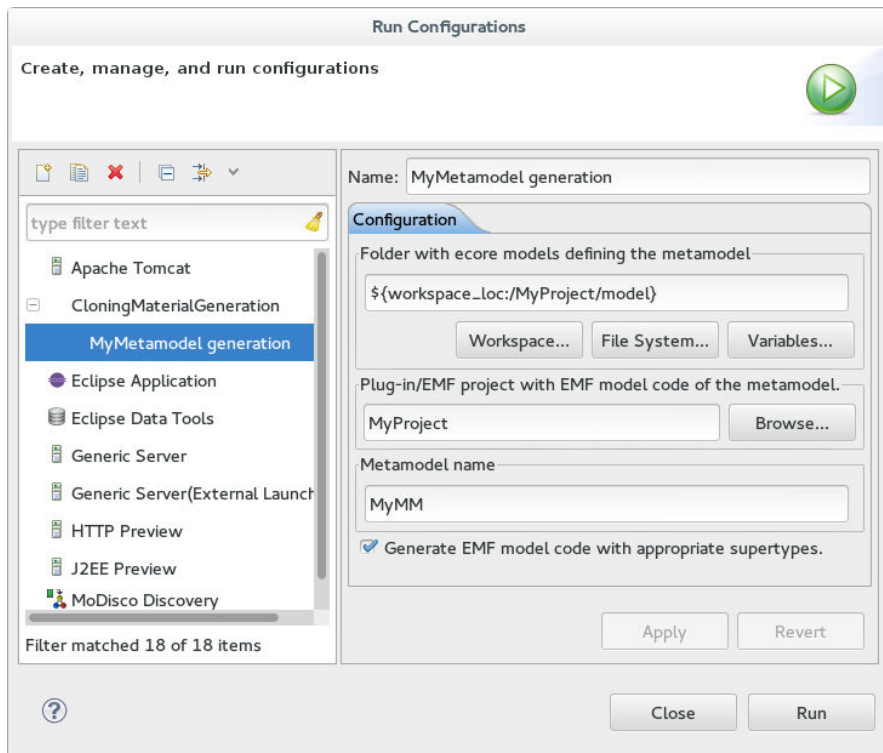 Run Configurations
Create, manage, and run configurations
type filter text
Apache Tomcat
CloningMaterialGeneration
MyMetamodel generation
Eclipse Application
Eclipse Data Tools
Generic Server
Generic Server(External Launch
HTTP Preview
J2EE Preview
MoDisco Discovery
Filter matched 18 of 18 items
Name: MyMetamodel generation
Configuration
Folder with ecore models defining the metamodel
${workspace_loc:/MyProject/model}
Workspace... File System... Variables...
Plug-in/EMF project with EMF model code of the metamodel.
MyProject Browse...
Metamodel name
MyMM
Generate EMF model code with appropriate supertypes.
Apply Revert
? Close Run